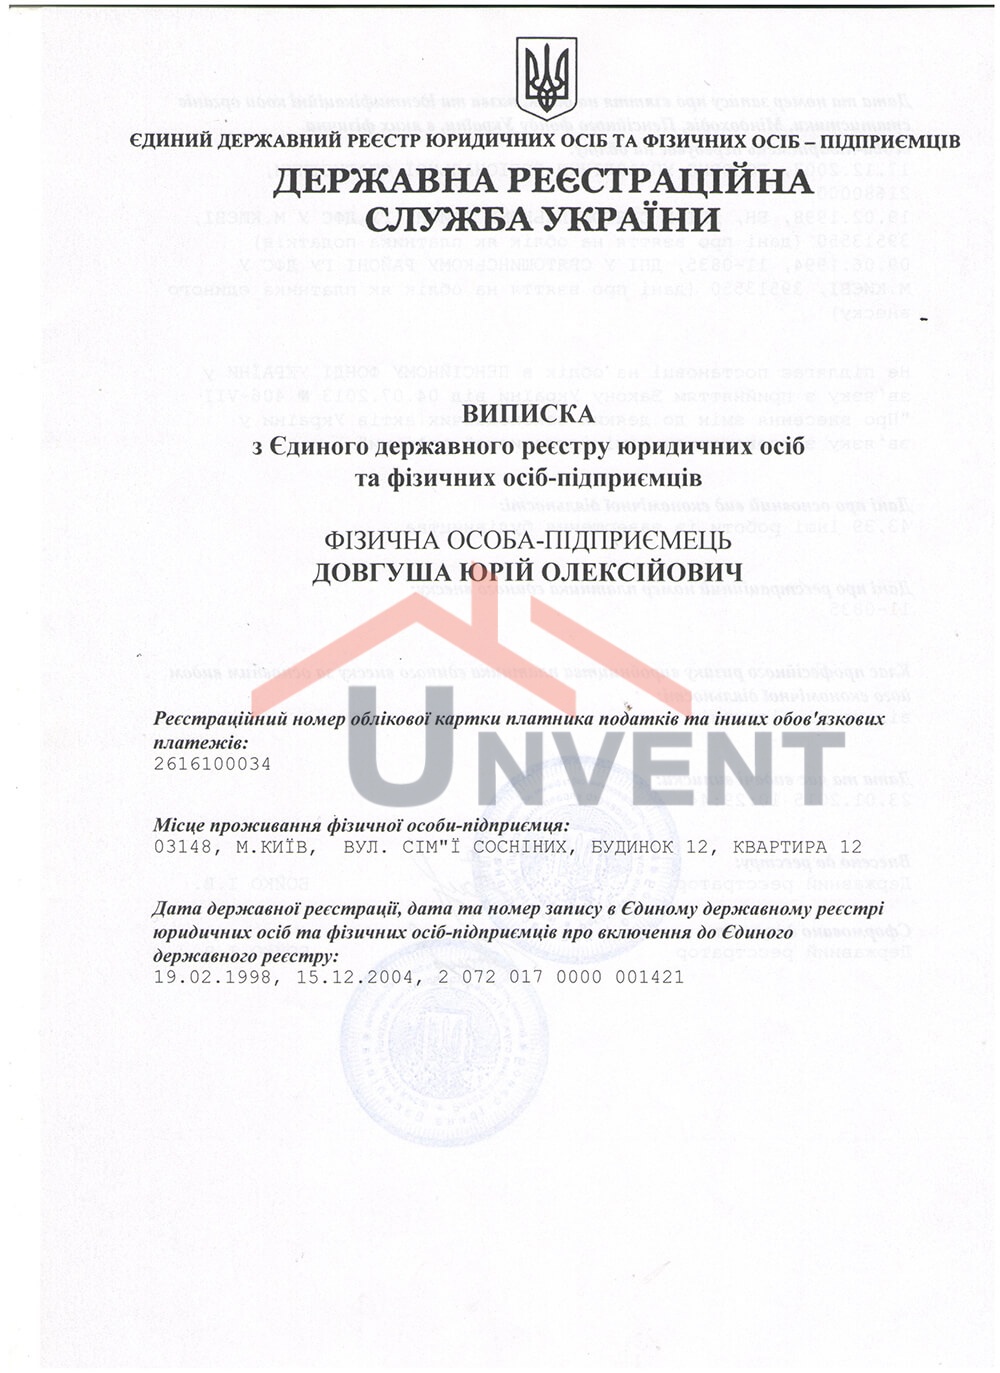 ЄДИНИЙ ДЕРЖАВНИЙ РЕЄСТР ЮРИДИЧНИХ ОСІБ ТА ФІЗИЧНИХ ОСІБ – ПІДПРИЄМЦІВ
ДЕРЖАВНА РЕЄСТРАЦІЙНА
СЛУЖБА УКРАЇНИ
ВИПИСКА
з Єдиного державного реєстру юридичних осіб
та фізичних осіб-підприємців
ФІЗИЧНА ОСОБА-ПІДПРИЄМЕЦЬ
ДОВГУША ЮРІЙ ОЛЕКСІЙОВИЧ
Реєстраційний номер облікової картки платника податків та інших обов'язкових
платежів:
2616100034
UNVENT
Місце проживання фізичної особи-підприємця:
03148, М.КИЇВ, ВУЛ. СІМ"Ї СОСНІНИХ, БУДИНОК 12, КВАРТИРА 12
Дата державної реєстрації, дата та номер запису в Єдиному державному реєстрі
юридичних осіб та фізичних осіб-підприємців про включення до Єдиного
державного реєстру:
19.02.1998, 15.12.2004, 2 072 017 0000 001421